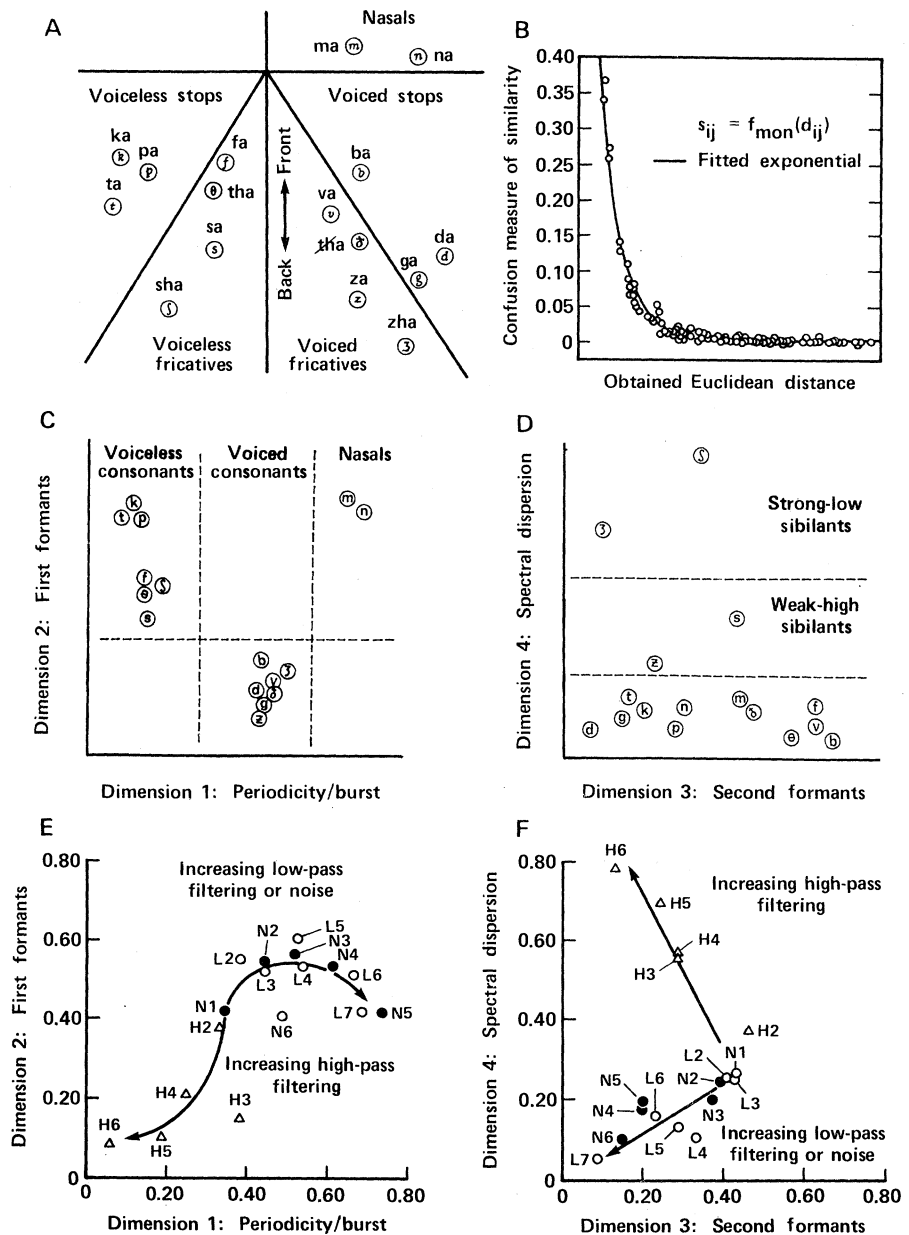 A
Nasals
ma m
n na
Voiceless stops
Voiced stops
ka
k
pa
p
ta
t
fa
f
θ tha
sa
s
sha
ʃ
Front
Back
ba
b
va
v
tha ð
da
d
ga
g
za
z
zha
ʒ
Voiceless
fricatives
Voiced
fricatives
B
Confusion measure of similarity
0.40
0.35
0.30
0.25
0.20
0.15
0.10
0.05
0
sij = fmon(dij)
Fitted exponential
Obtained Euclidean distance
C
Dimension 2: First formants
Voiceless
consonants
Voiced
consonants
Nasals
k
t p
m
n
f
ʃ
θ
s
b
ʒ
v
d ð
g
z
Dimension 1: Periodicity/burst
D
Dimension 4: Spectral dispersion
ʃ
Strong-low
sibilants
ʒ
Weak-high
sibilants
s
z
t
k
g
d
n
p
m
ð
f
v
θ
b
Dimension 3: Second formants
E
Dimension 2: First formants
0.80
0.60
0.40
0.20
0
Increasing low-pass
filtering or noise
L5
N2
N3
L2
N4
L3
L4
L6
N1
H2
N6
L7
N5
Increasing high-pass
filtering
H4
H3
H6
H5
0 0.20 0.40 0.60 0.80
Dimension 1: Periodicity/burst
F
Dimension 4: Spectral dispersion
0.80
0.60
0.40
0.20
0
H6
Increasing high-pass
filtering
H5
H4
H3
H2
L2
N1
N5
L6
N2
L3
N4
N3
N6
L5
L4
L7
Increasing low-pass
filtering or noise
0 0.20 0.40 0.60 0.80
Dimension 3: Second formants